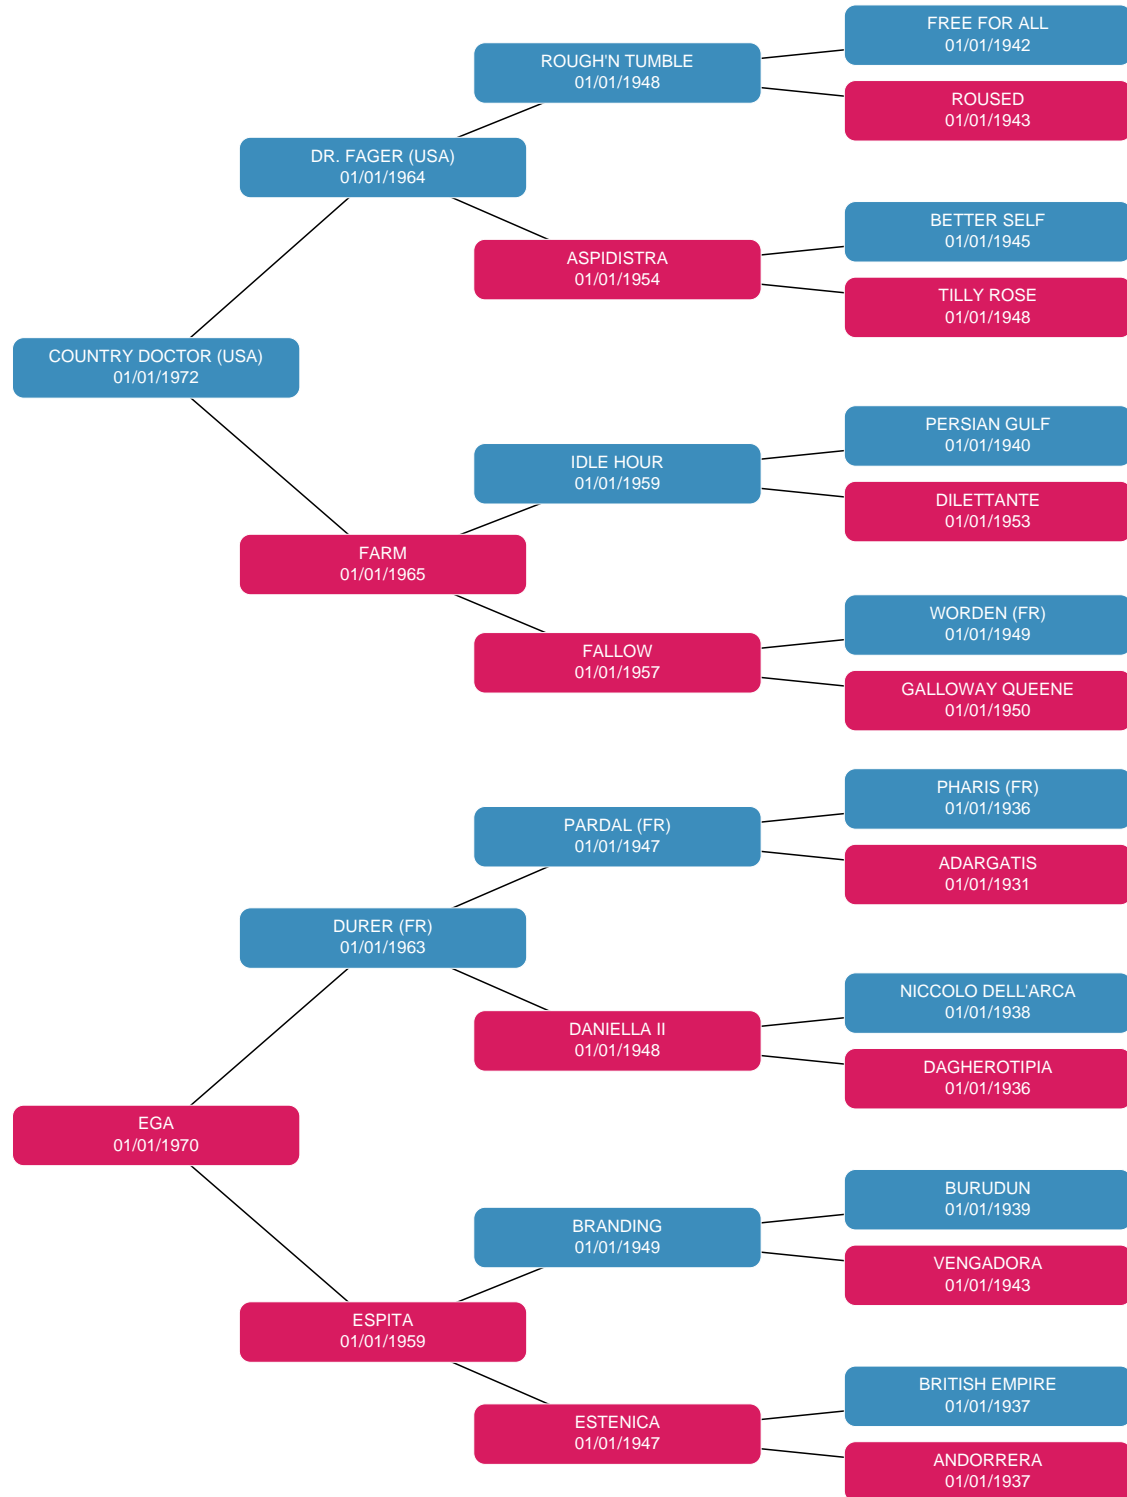 FREE FOR ALL
01/01/1942
ROUGH'N TUMBLE
01/01/1948
ROUSED
01/01/1943
DR. FAGER (USA)
01/01/1964
BETTER SELF
01/01/1945
ASPIDISTRA
01/01/1954
TILLY ROSE
01/01/1948
COUNTRY DOCTOR (USA)
01/01/1972
PERSIAN GULF
01/01/1940
IDLE HOUR
01/01/1959
DILETTANTE
01/01/1953
FARM
01/01/1965
WORDEN (FR)
01/01/1949
FALLOW
01/01/1957
GALLOWAY QUEENE
01/01/1950
PHARIS (FR)
01/01/1936
PARDAL (FR)
01/01/1947
ADARGATIS
01/01/1931
DURER (FR)
01/01/1963
NICCOLO DELL'ARCA
01/01/1938
DANIELLA II
01/01/1948
DAGHEROTIPIA
01/01/1936
EGA
01/01/1970
BURUDUN
01/01/1939
BRANDING
01/01/1949
VENGADORA
01/01/1943
ESPITA
01/01/1959
BRITISH EMPIRE
01/01/1937
ESTENICA
01/01/1947
ANDORRERA
01/01/1937